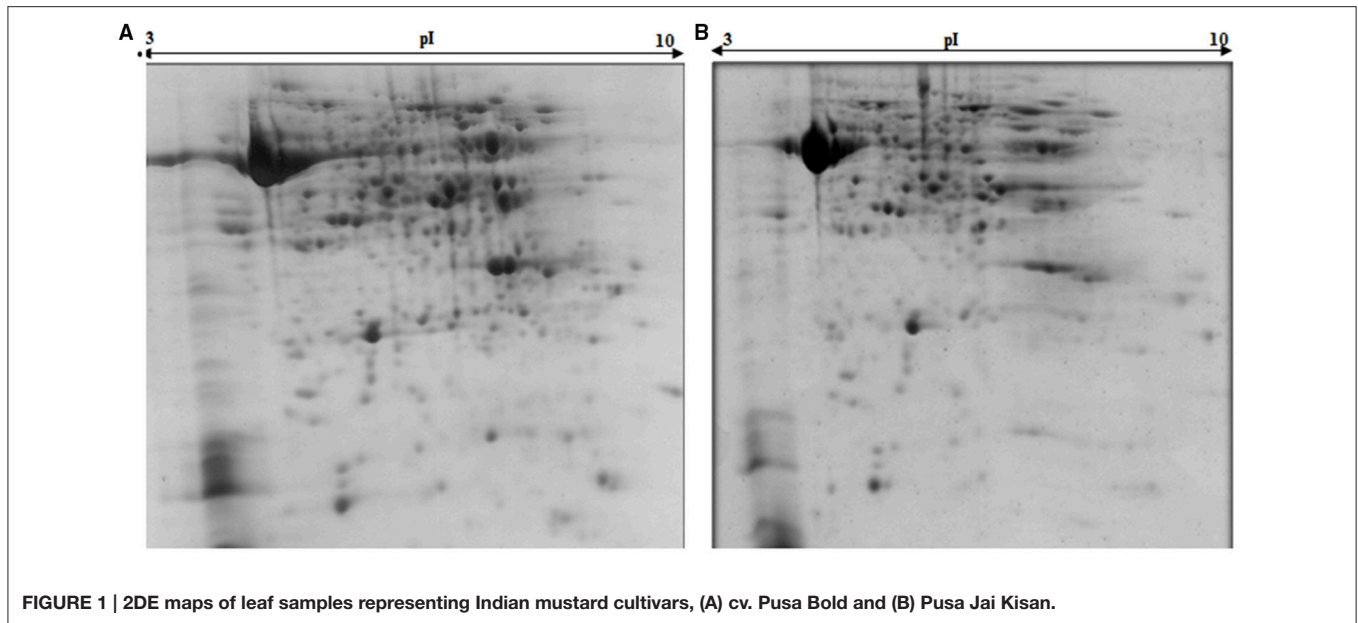 A
3 pI 10
B
3 pI 10
FIGURE 1 | 2DE maps of leaf samples representing Indian mustard cultivars, (A) cv. Pusa Bold and (B) Pusa Jai Kisan.